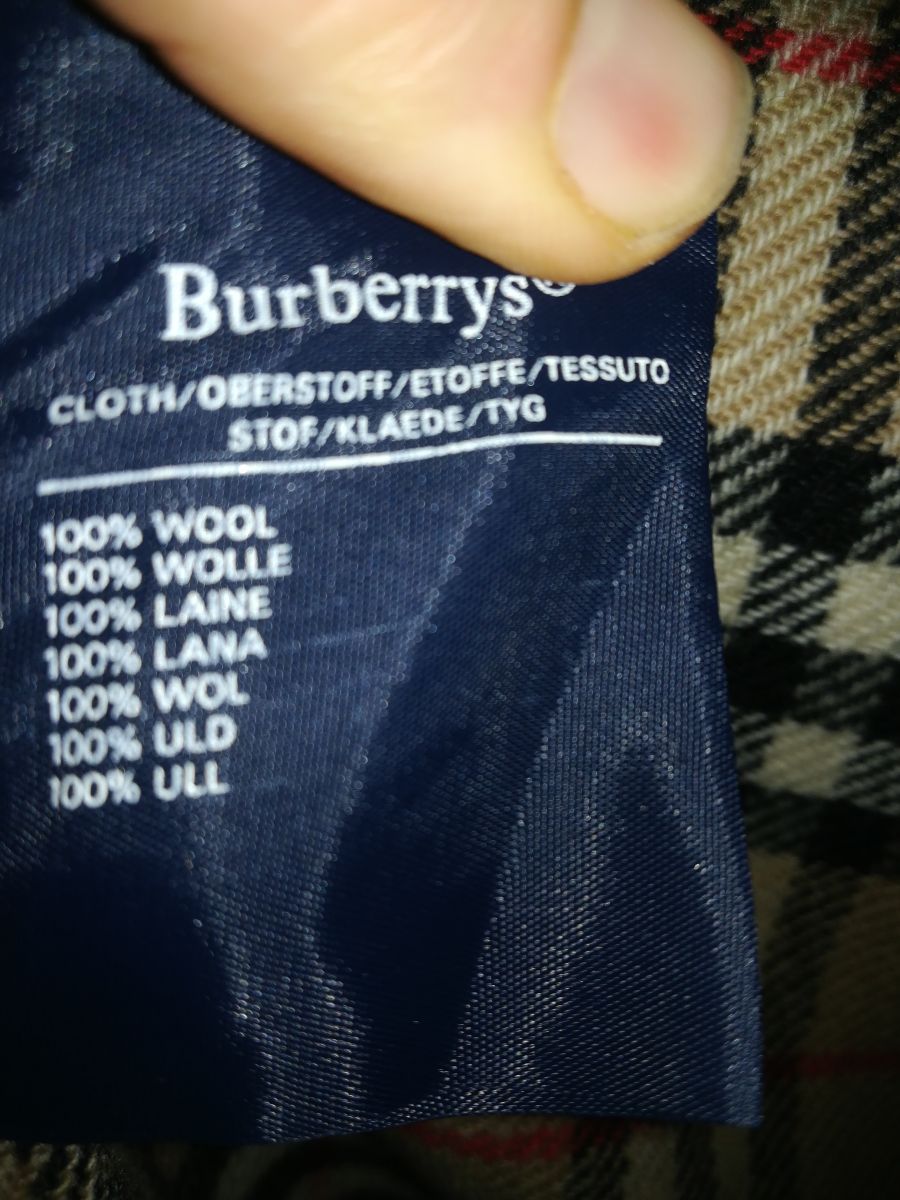 Burberrys®
CLOTH/OBERSTOFF/ETOFFE/TESSUTO
STOF/KLAEDE/TYG
100% WOOL
100% WOLLE
100% LAINE
100% LANA
100% WOL
100% ULD
100% ULL